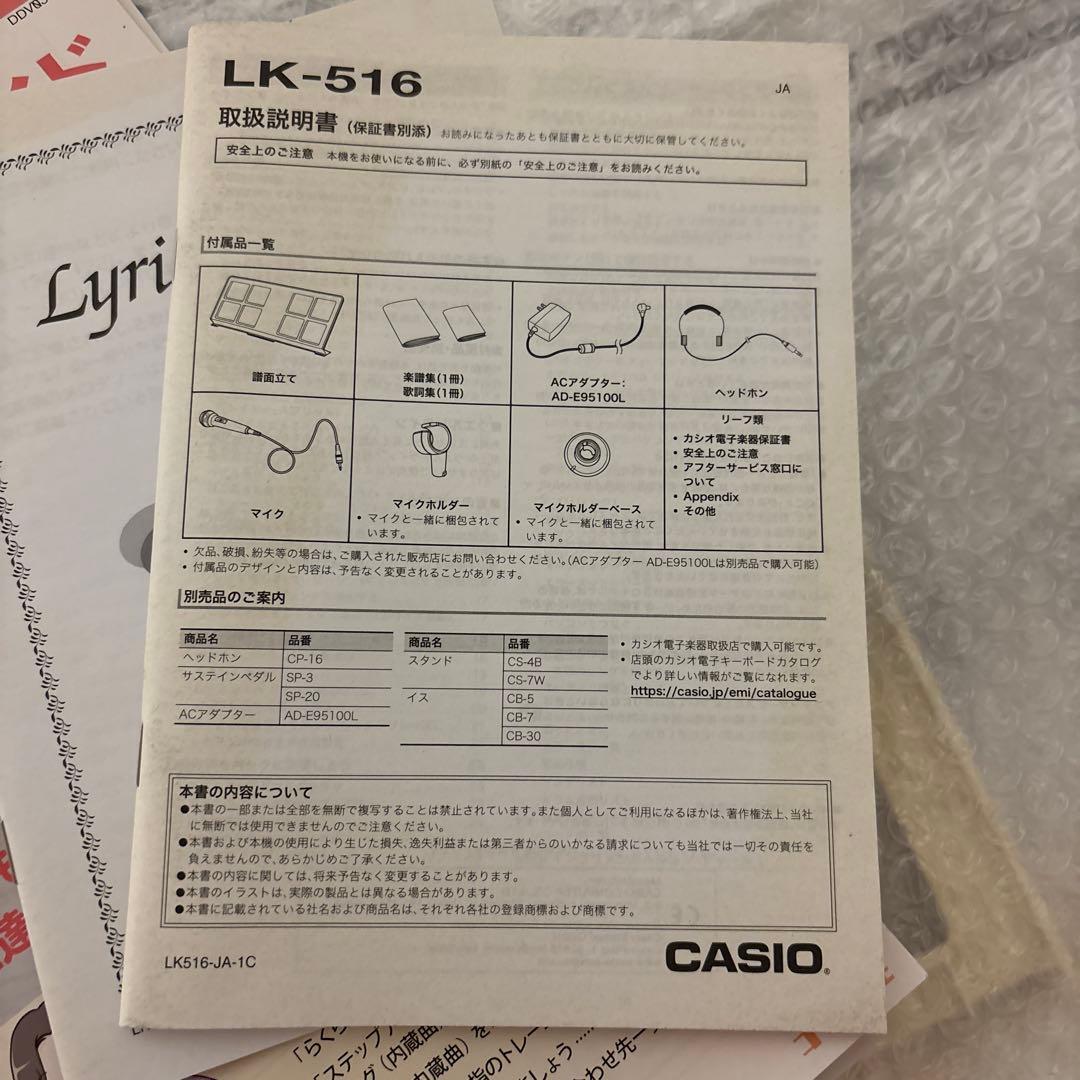 DDV03
Lyri
LK-516
JA
取扱説明書（保証書別添）お読みになったあとも保証書とともに大切に保管してください。
安全上のご注意 本機をお使いになる前に、必ず別紙の「安全上のご注意」をお読みください。
付属品一覧
譜面立て
楽譜集(1冊)
歌詞集(1冊)
ACアダプター:
AD-E95100L
ヘッドホン
マイク
マイクホルダー
• マイクと一緒に梱包されて
います。
マイクホルダーベース
• マイクと一緒に梱包されて
います。
リーフ類
• カシオ電子楽器保証書
• 安全上のご注意
• アフターサービス窓口に
ついて
• Appendix
• その他
• 欠品、破損、紛失等の場合は、ご購入された販売店にお問い合わせください。(ACアダプター AD-E95100Lは別売品で購入可能)
• 付属品のデザインと内容は、予告なく変更されることがあります。
別売品のご案内
商品名 品番
ヘッドホン CP-16
サステインペダル SP-3
SP-20
ACアダプター AD-E95100L
商品名 品番
スタンド CS-4B
CS-7W
イス CB-5
CB-7
CB-30
• カシオ電子楽器取扱店で購入可能です。
• 店頭のカシオ電子キーボードカタログ
でより詳しい情報がご覧になれます。
https://casio.jp/emi/catalogue
本書の内容について
●本書の一部または全部を無断で複写することは禁止されています。また個人としてご利用になるほかは、著作権法上、当社
に無断では使用できませんのでご注意ください。
●本書および本機の使用により生じた損失、逸失利益または第三者からのいかなる請求についても当社では一切その責任を
負えませんので、あらかじめご了承ください。
●本書の内容に関しては、将来予告なく変更することがあります。
●本書のイラストは、実際の製品とは異なる場合があります。
●本書に記載されている社名および商品名は、それぞれ各社の登録商標および商標です。
LK516-JA-1C
CASIO®
「らくら
ステップア
グ(内蔵曲
内蔵曲)を
指のトレー
しょう……
わせ先